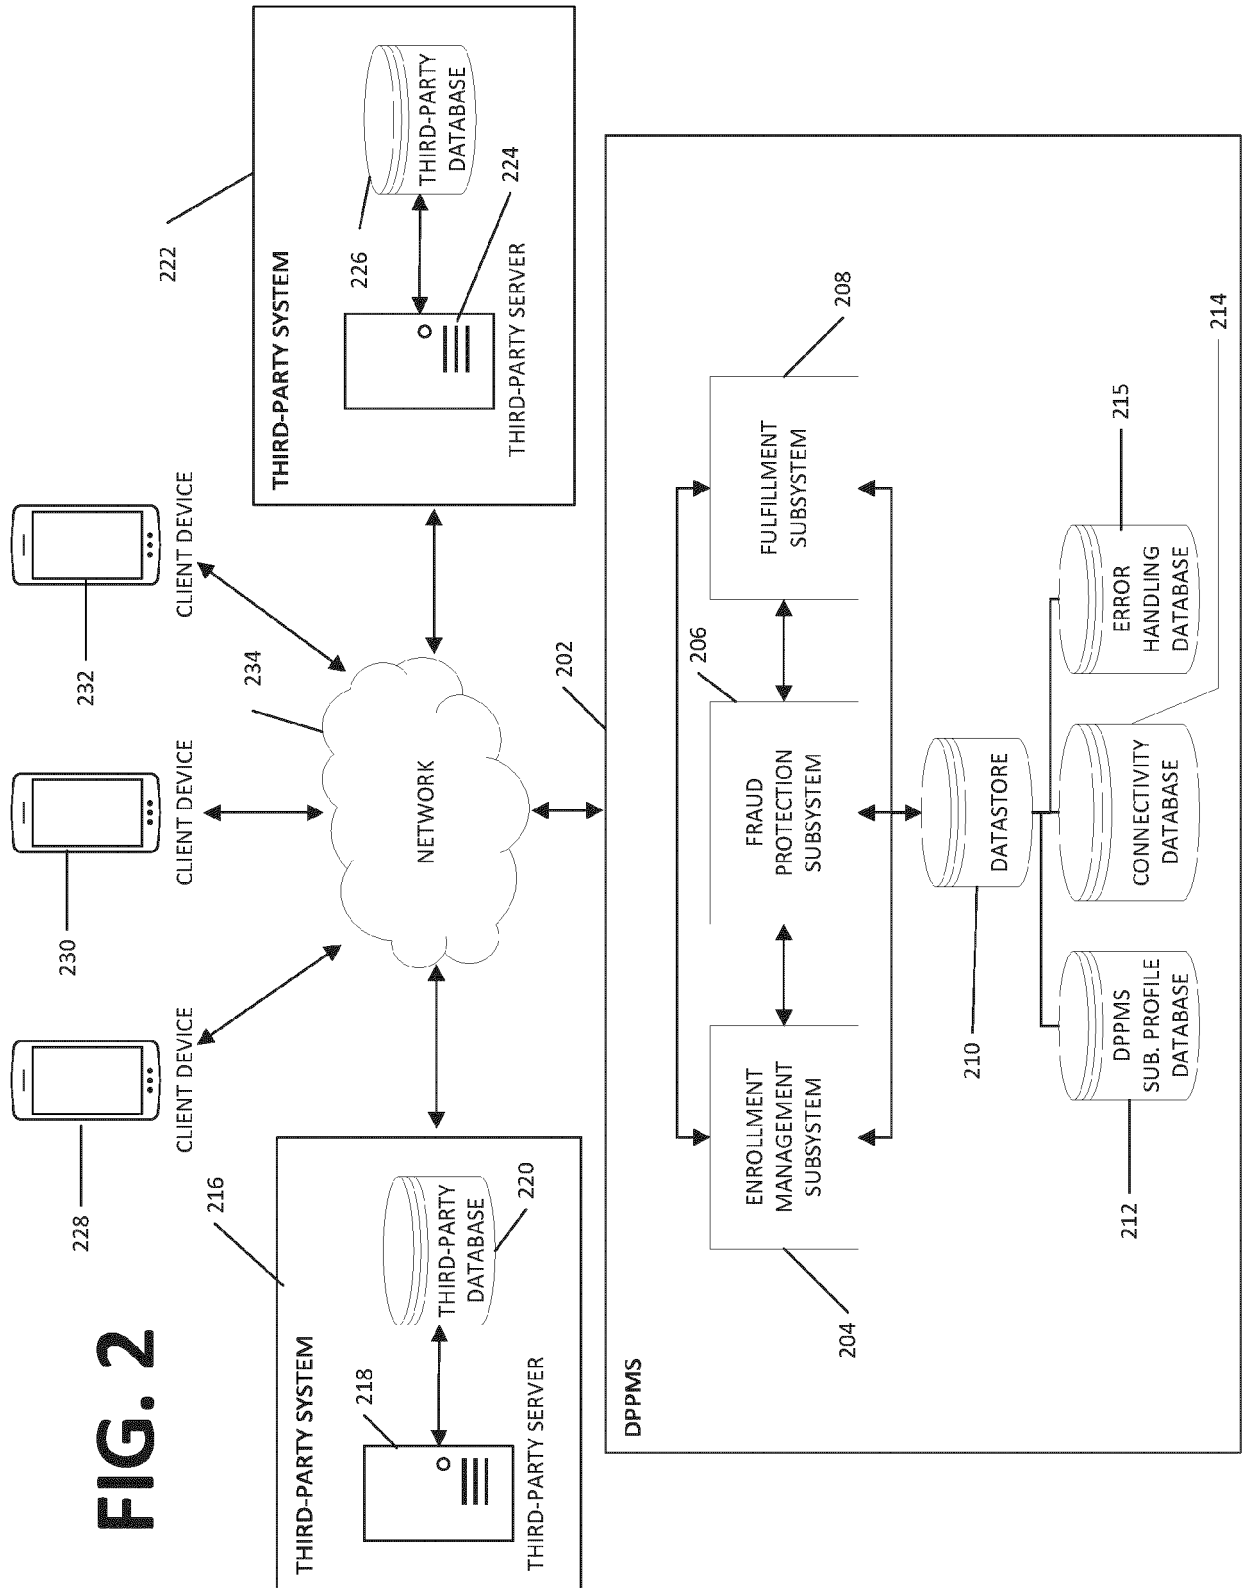 FIG. 2
228
230
232
CLIENT DEVICE
CLIENT DEVICE
CLIENT DEVICE
216
234
222
THIRD-PARTY SYSTEM
218
THIRD-PARTY
DATABASE
220
THIRD-PARTY SERVER
NETWORK
THIRD-PARTY SYSTEM
226
THIRD-PARTY
DATABASE
224
THIRD-PARTY SERVER
202
DPPMS
206
204
ENROLLMENT
MANAGEMENT
SUBSYSTEM
FRAUD
PROTECTION
SUBSYSTEM
FULFILLMENT
SUBSYSTEM
208
210
DATASTORE
212
DPPMS
SUB. PROFILE
DATABASE
CONNECTIVITY
DATABASE
ERROR
HANDLING
DATABASE
215
214